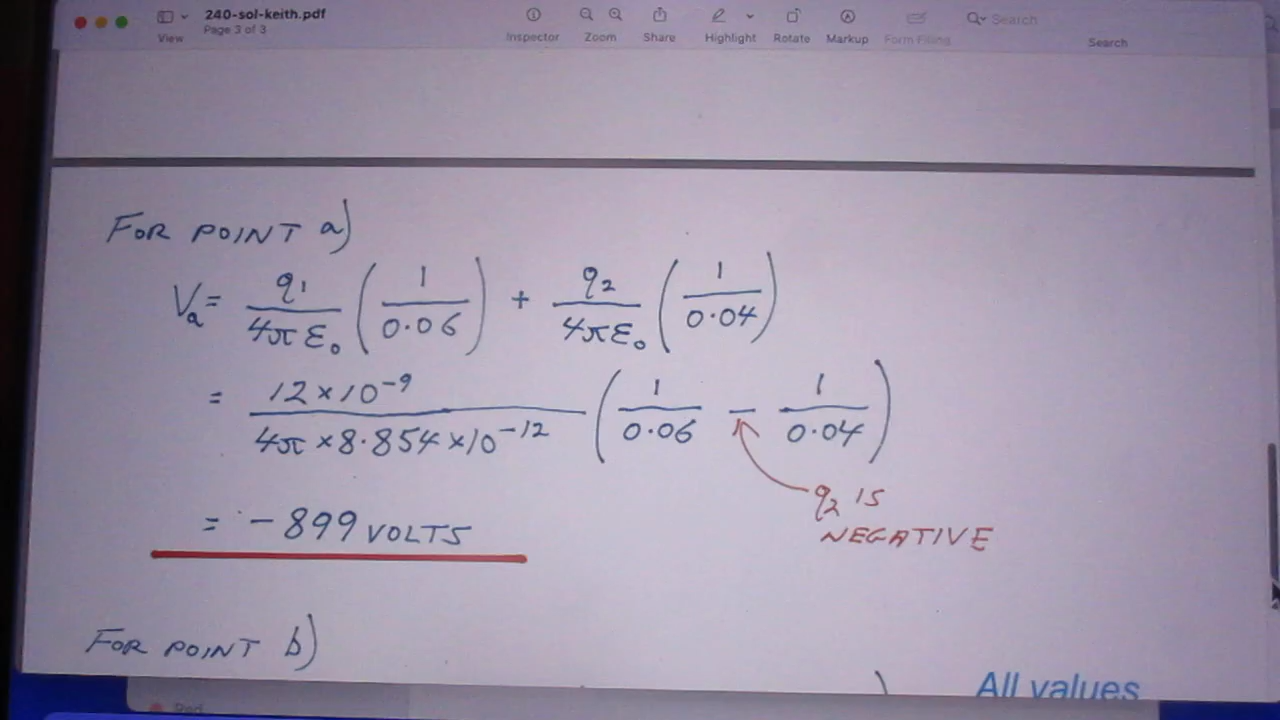 240-sol-keith.pdf
Page 3 of 3
View
Inspector
Zoom
Share
Highlight
Rotate
Markup
Form Filling
Search
Search
FOR POINT a)
Vₐ = q₁/4πε₀ (1/0.06) + q₂/4πε₀ (1/0.04)
= 12×10⁻⁹/4π×8.854×10⁻¹² (1/0.06 − 1/0.04)
q₂ IS
NEGATIVE
= −899 VOLTS
FOR POINT b)
All values